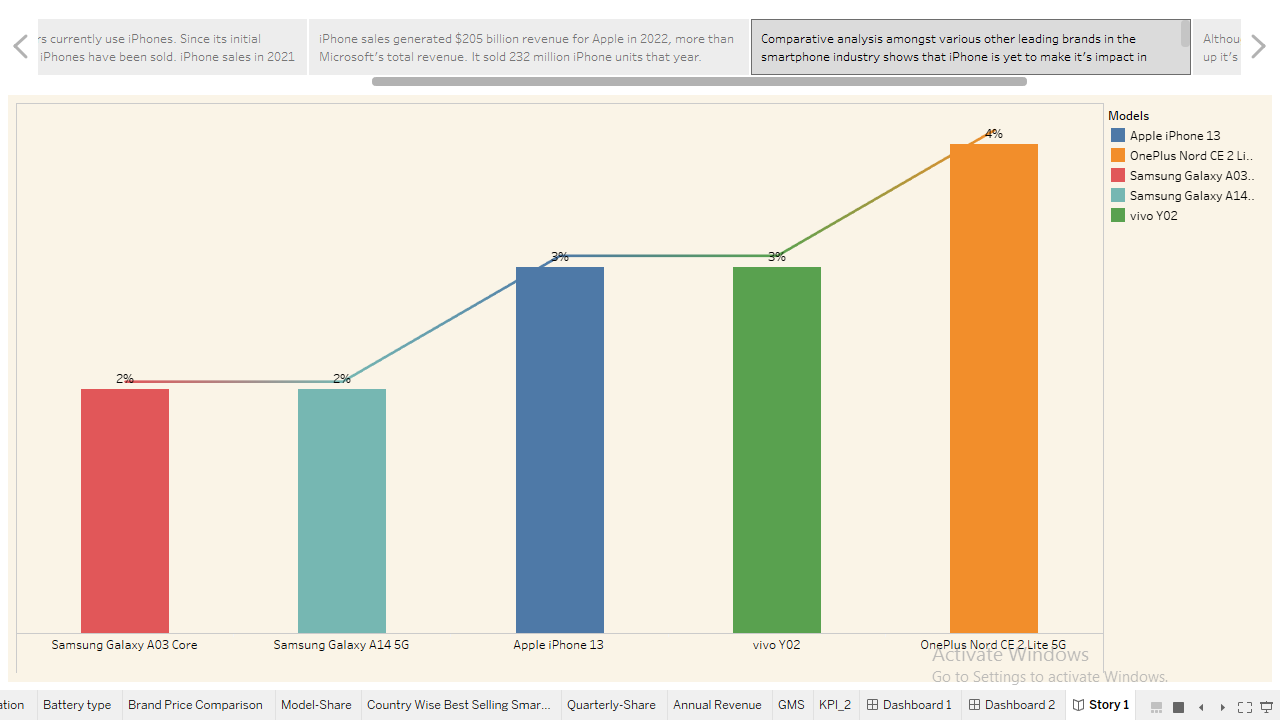 rs currently use iPhones. Since its initial
iPhones have been sold. iPhone sales in 2021
iPhone sales generated $205 billion revenue for Apple in 2022, more than
Microsoft's total revenue. It sold 232 million iPhone units that year.
Comparative analysis amongst various other leading brands in the
smartphone industry shows that iPhone is yet to make it's impact in
Althou
up it's
Models
Apple iPhone 13
OnePlus Nord CE 2 Li..
Samsung Galaxy A03..
Samsung Galaxy A14..
vivo Y02
2%
2%
3%
3%
4%
Samsung Galaxy A03 Core
Samsung Galaxy A14 5G
Apple iPhone 13
vivo Y02
OnePlus Nord CE 2 Lite 5G
Activate Windows
Go to Settings to activate Windows.
ation
Battery type
Brand Price Comparison
Model-Share
Country Wise Best Selling Smar...
Quarterly-Share
Annual Revenue
GMS
KPI_2
Dashboard 1
Dashboard 2
Story 1